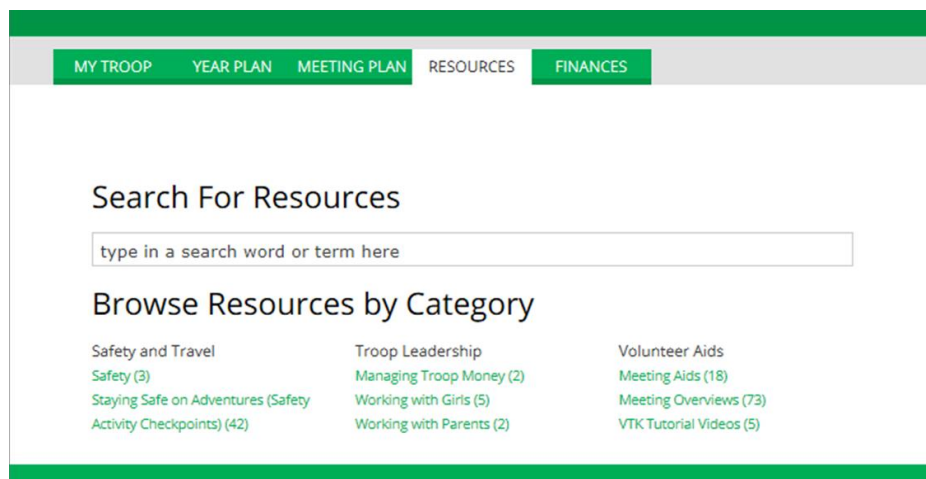 MY TROOP YEAR PLAN MEETING PLAN RESOURCES FINANCES
Search For Resources
type in a search word or term here
Browse Resources by Category
Safety and Travel
Safety (3)
Staying Safe on Adventures (Safety
Activity Checkpoints) (42)
Troop Leadership
Managing Troop Money (2)
Working with Girls (5)
Working with Parents (2)
Volunteer Aids
Meeting Aids (18)
Meeting Overviews (73)
VTK Tutorial Videos (5)